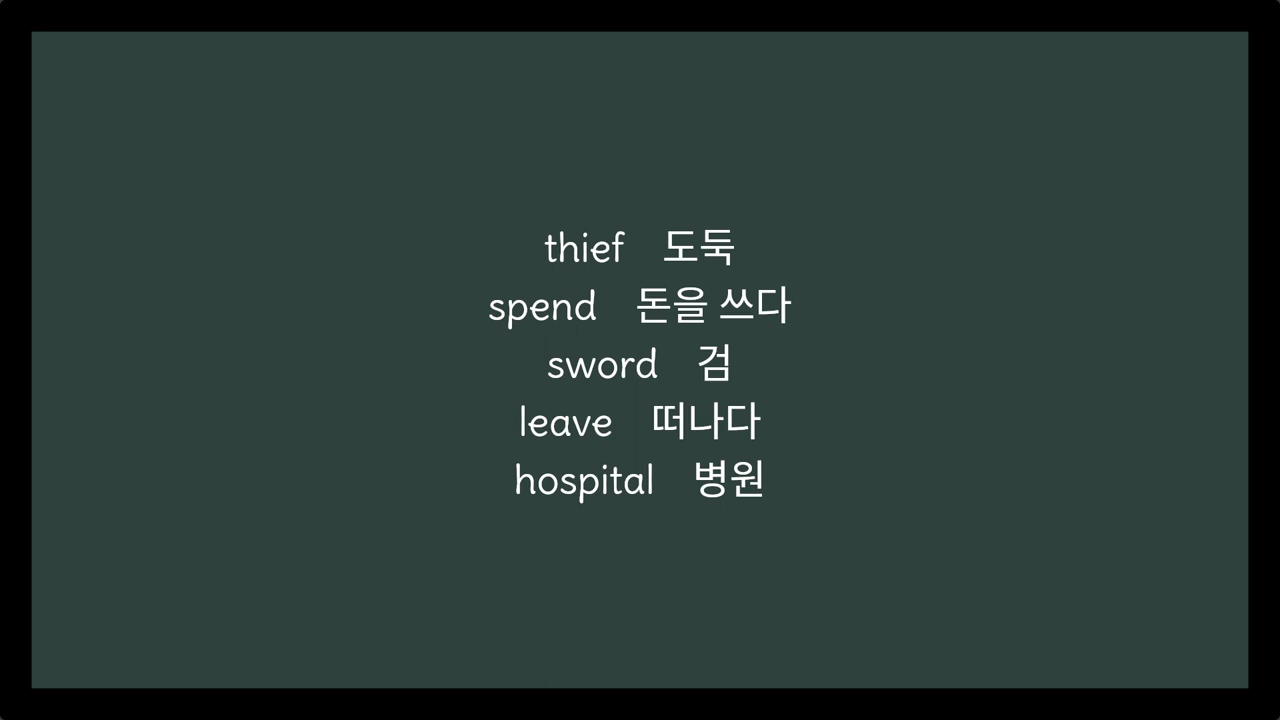 thief 도둑
spend 돈을 쓰다
sword 검
leave 떠나다
hospital 병원